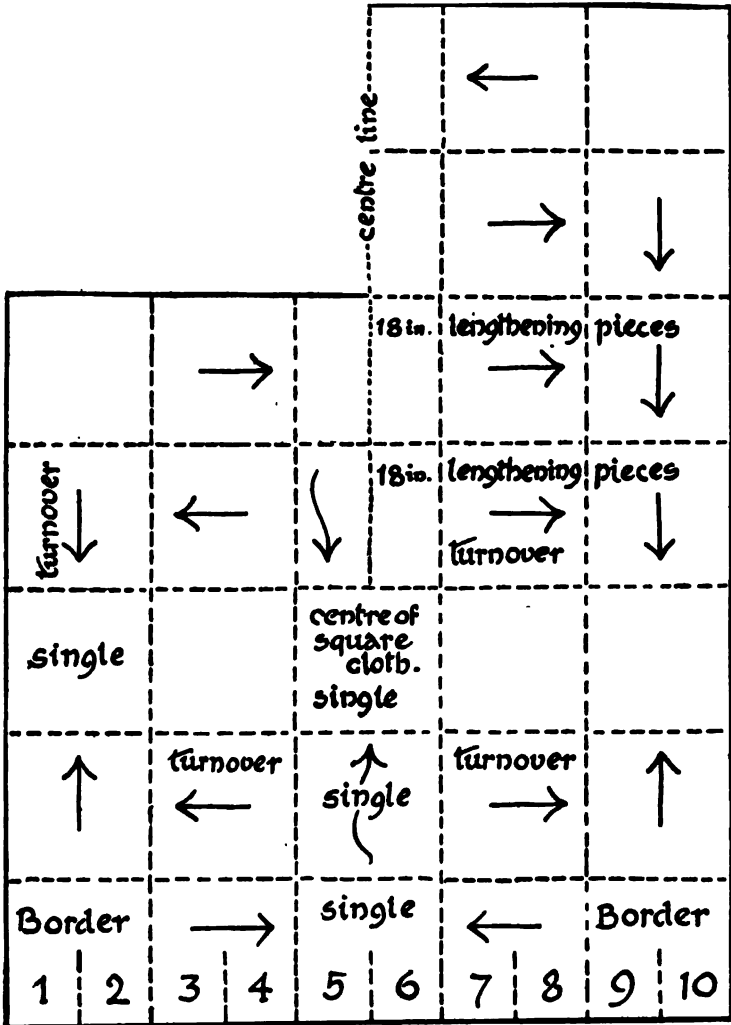 centre line
18in. lengthening pieces
18in. lengthening pieces
turnover
turnover
single
centre of
square
cloth.
single
turnover
turnover
single
Border
single
Border
1 2 3 4 5 6 7 8 9 10